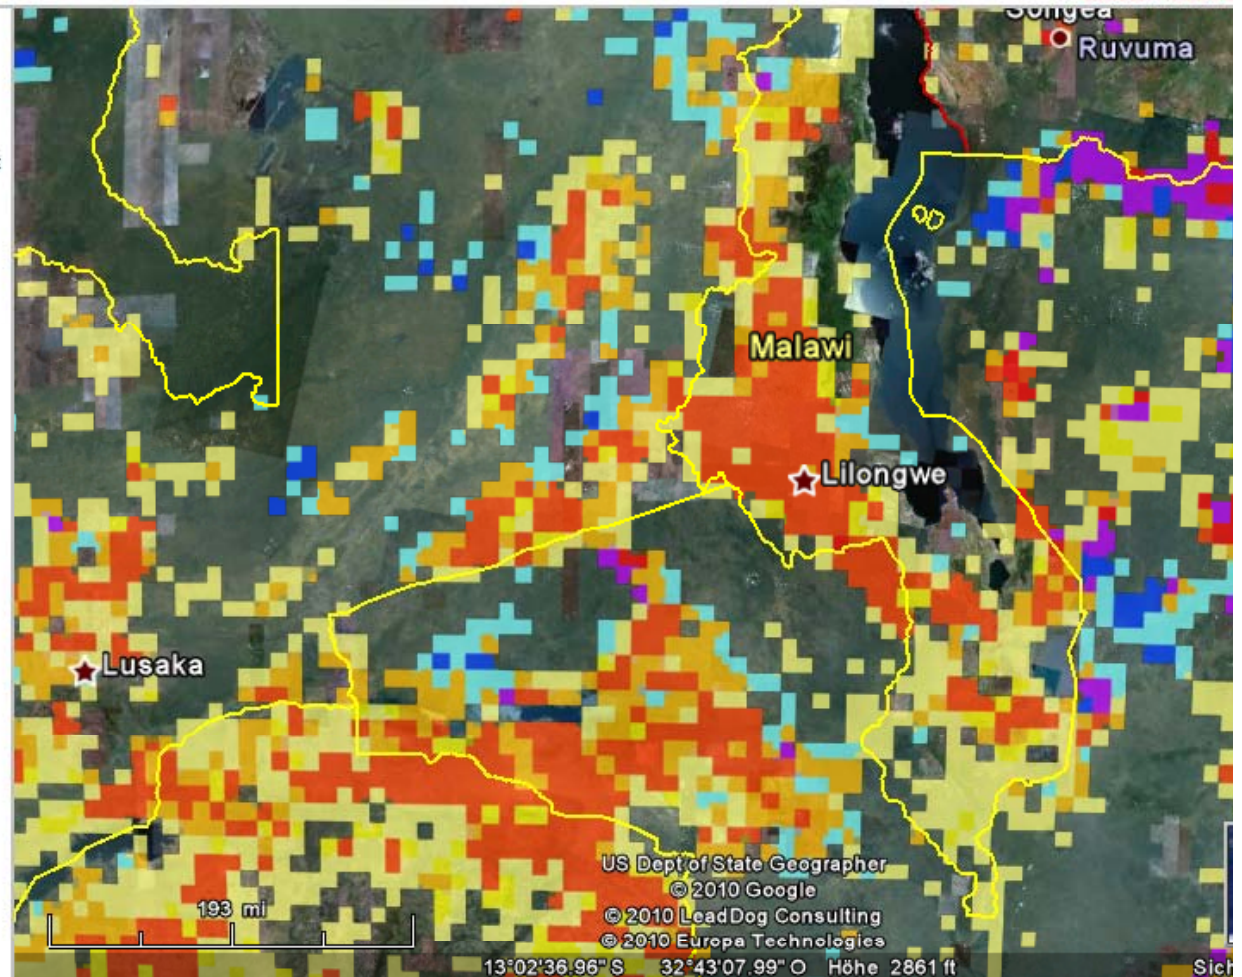 Songea
Ruvuma
Malawi
Lilongwe
Lusaka
US Dept of State Geographer
© 2010 Google
193 mi
© 2010 LeadDog Consulting
© 2010 Europa Technologies
13°02'36.96" S 32°43'07.99" O Höhe 2861 ft
Sich